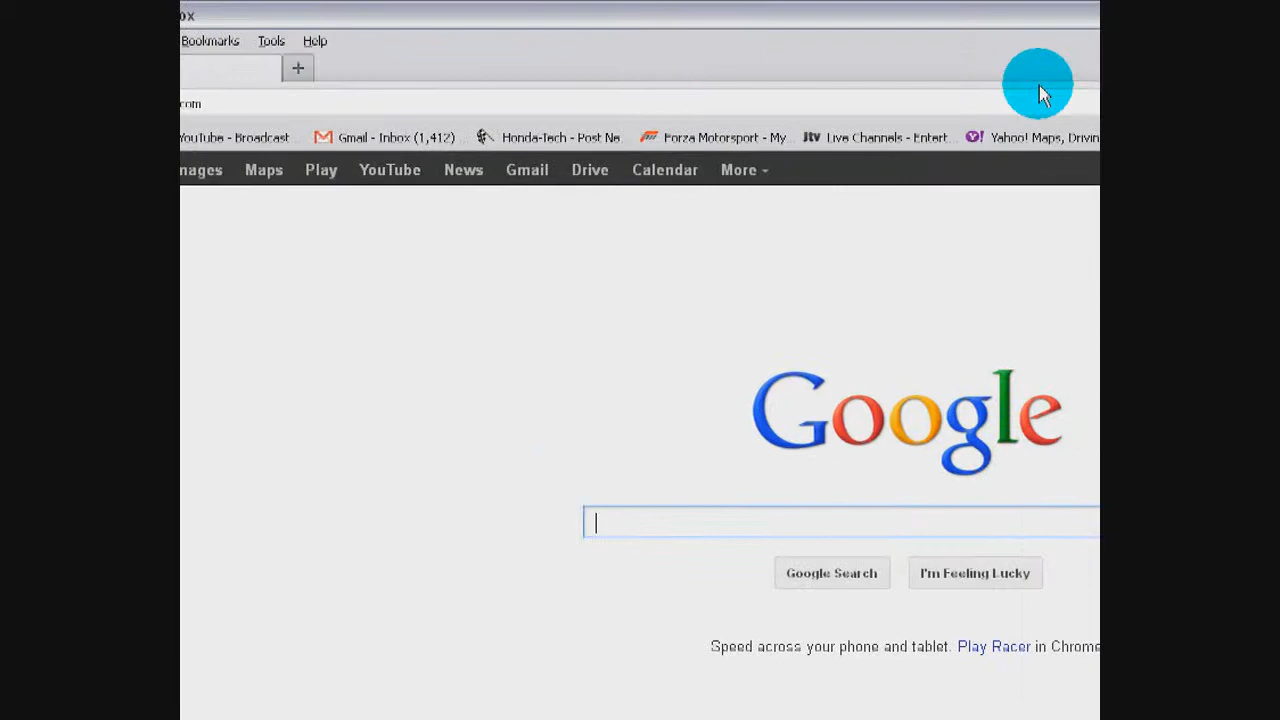 ox
Bookmarks Tools Help
+
.com
YouTube - Broadcast Gmail - Inbox (1,412) Honda-Tech - Post Ne Forza Motorsport - My jtv Live Channels - Entert Y! Yahoo! Maps, Drivin
nages Maps Play YouTube News Gmail Drive Calendar More
Google
Google Search I'm Feeling Lucky
Speed across your phone and tablet. Play Racer in Chrome